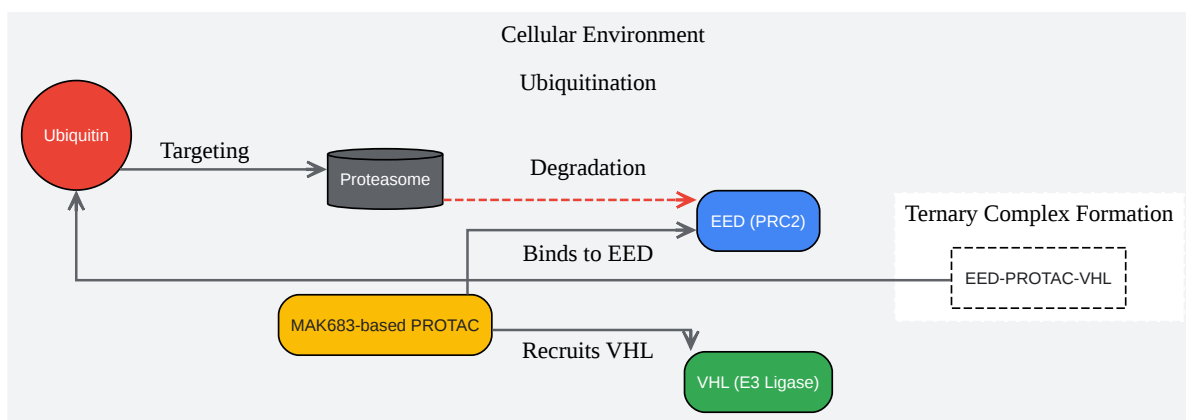 Cellular Environment
Ubiquitination
Ubiquitin
Targeting
Proteasome
Degradation
EED (PRC2)
Ternary Complex Formation
Binds to EED
EED-PROTAC-VHL
MAK683-based PROTAC
Recruits VHL
VHL (E3 Ligase)